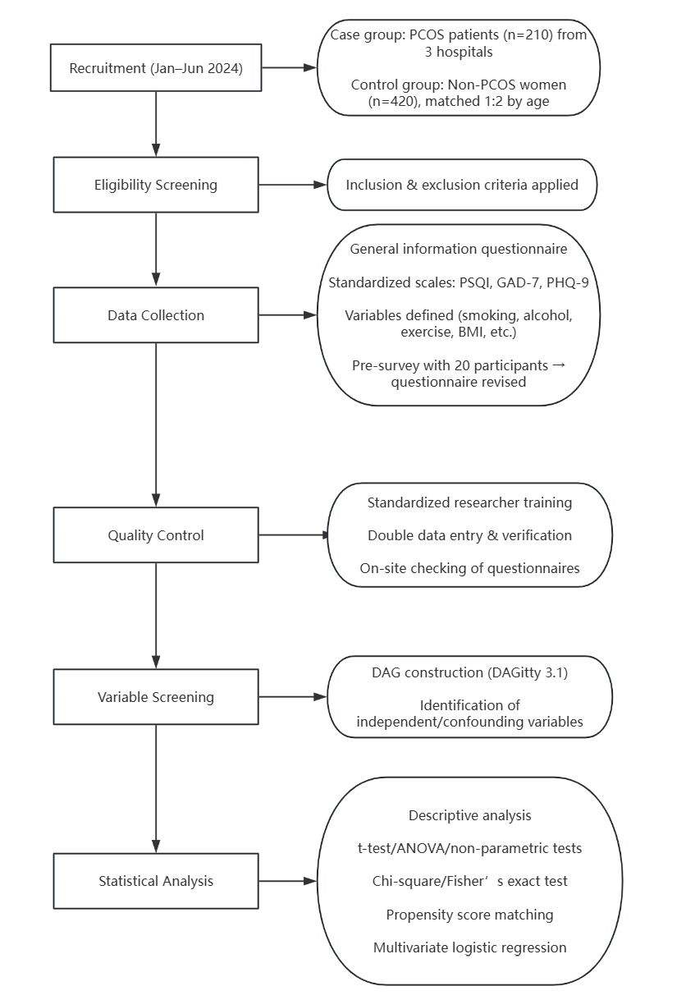 Recruitment (Jan–Jun 2024)
Case group: PCOS patients (n=210) from
3 hospitals
Control group: Non-PCOS women
(n=420), matched 1:2 by age
Eligibility Screening
Inclusion & exclusion criteria applied
Data Collection
General information questionnaire
Standardized scales: PSQI, GAD-7, PHQ-9
Variables defined (smoking, alcohol,
exercise, BMI, etc.)
Pre-survey with 20 participants →
questionnaire revised
Quality Control
Standardized researcher training
Double data entry & verification
On-site checking of questionnaires
Variable Screening
DAG construction (DAGitty 3.1)
Identification of
independent/confounding variables
Statistical Analysis
Descriptive analysis
t-test/ANOVA/non-parametric tests
Chi-square/Fisher’s exact test
Propensity score matching
Multivariate logistic regression